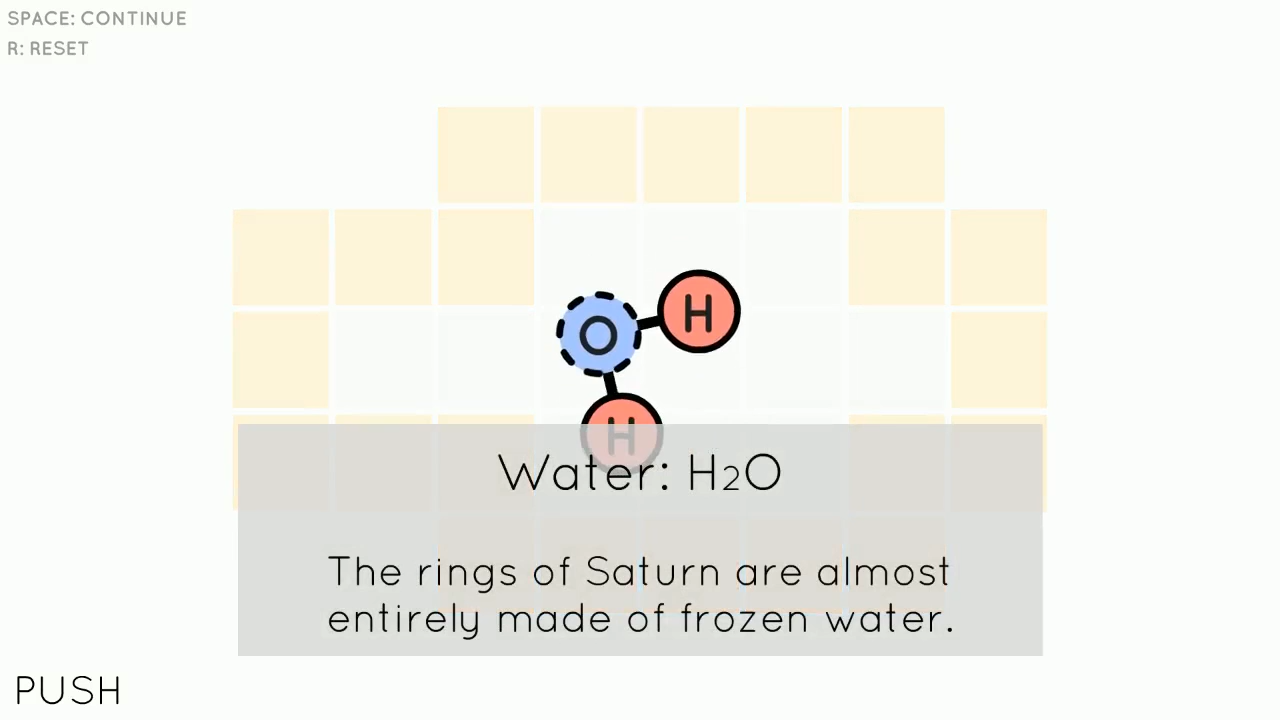 SPACE: CONTINUE
R: RESET
H
O
H
Water: H2O
The rings of Saturn are almost
entirely made of frozen water.
PUSH